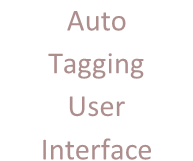 Auto
Tagging
User
Interface